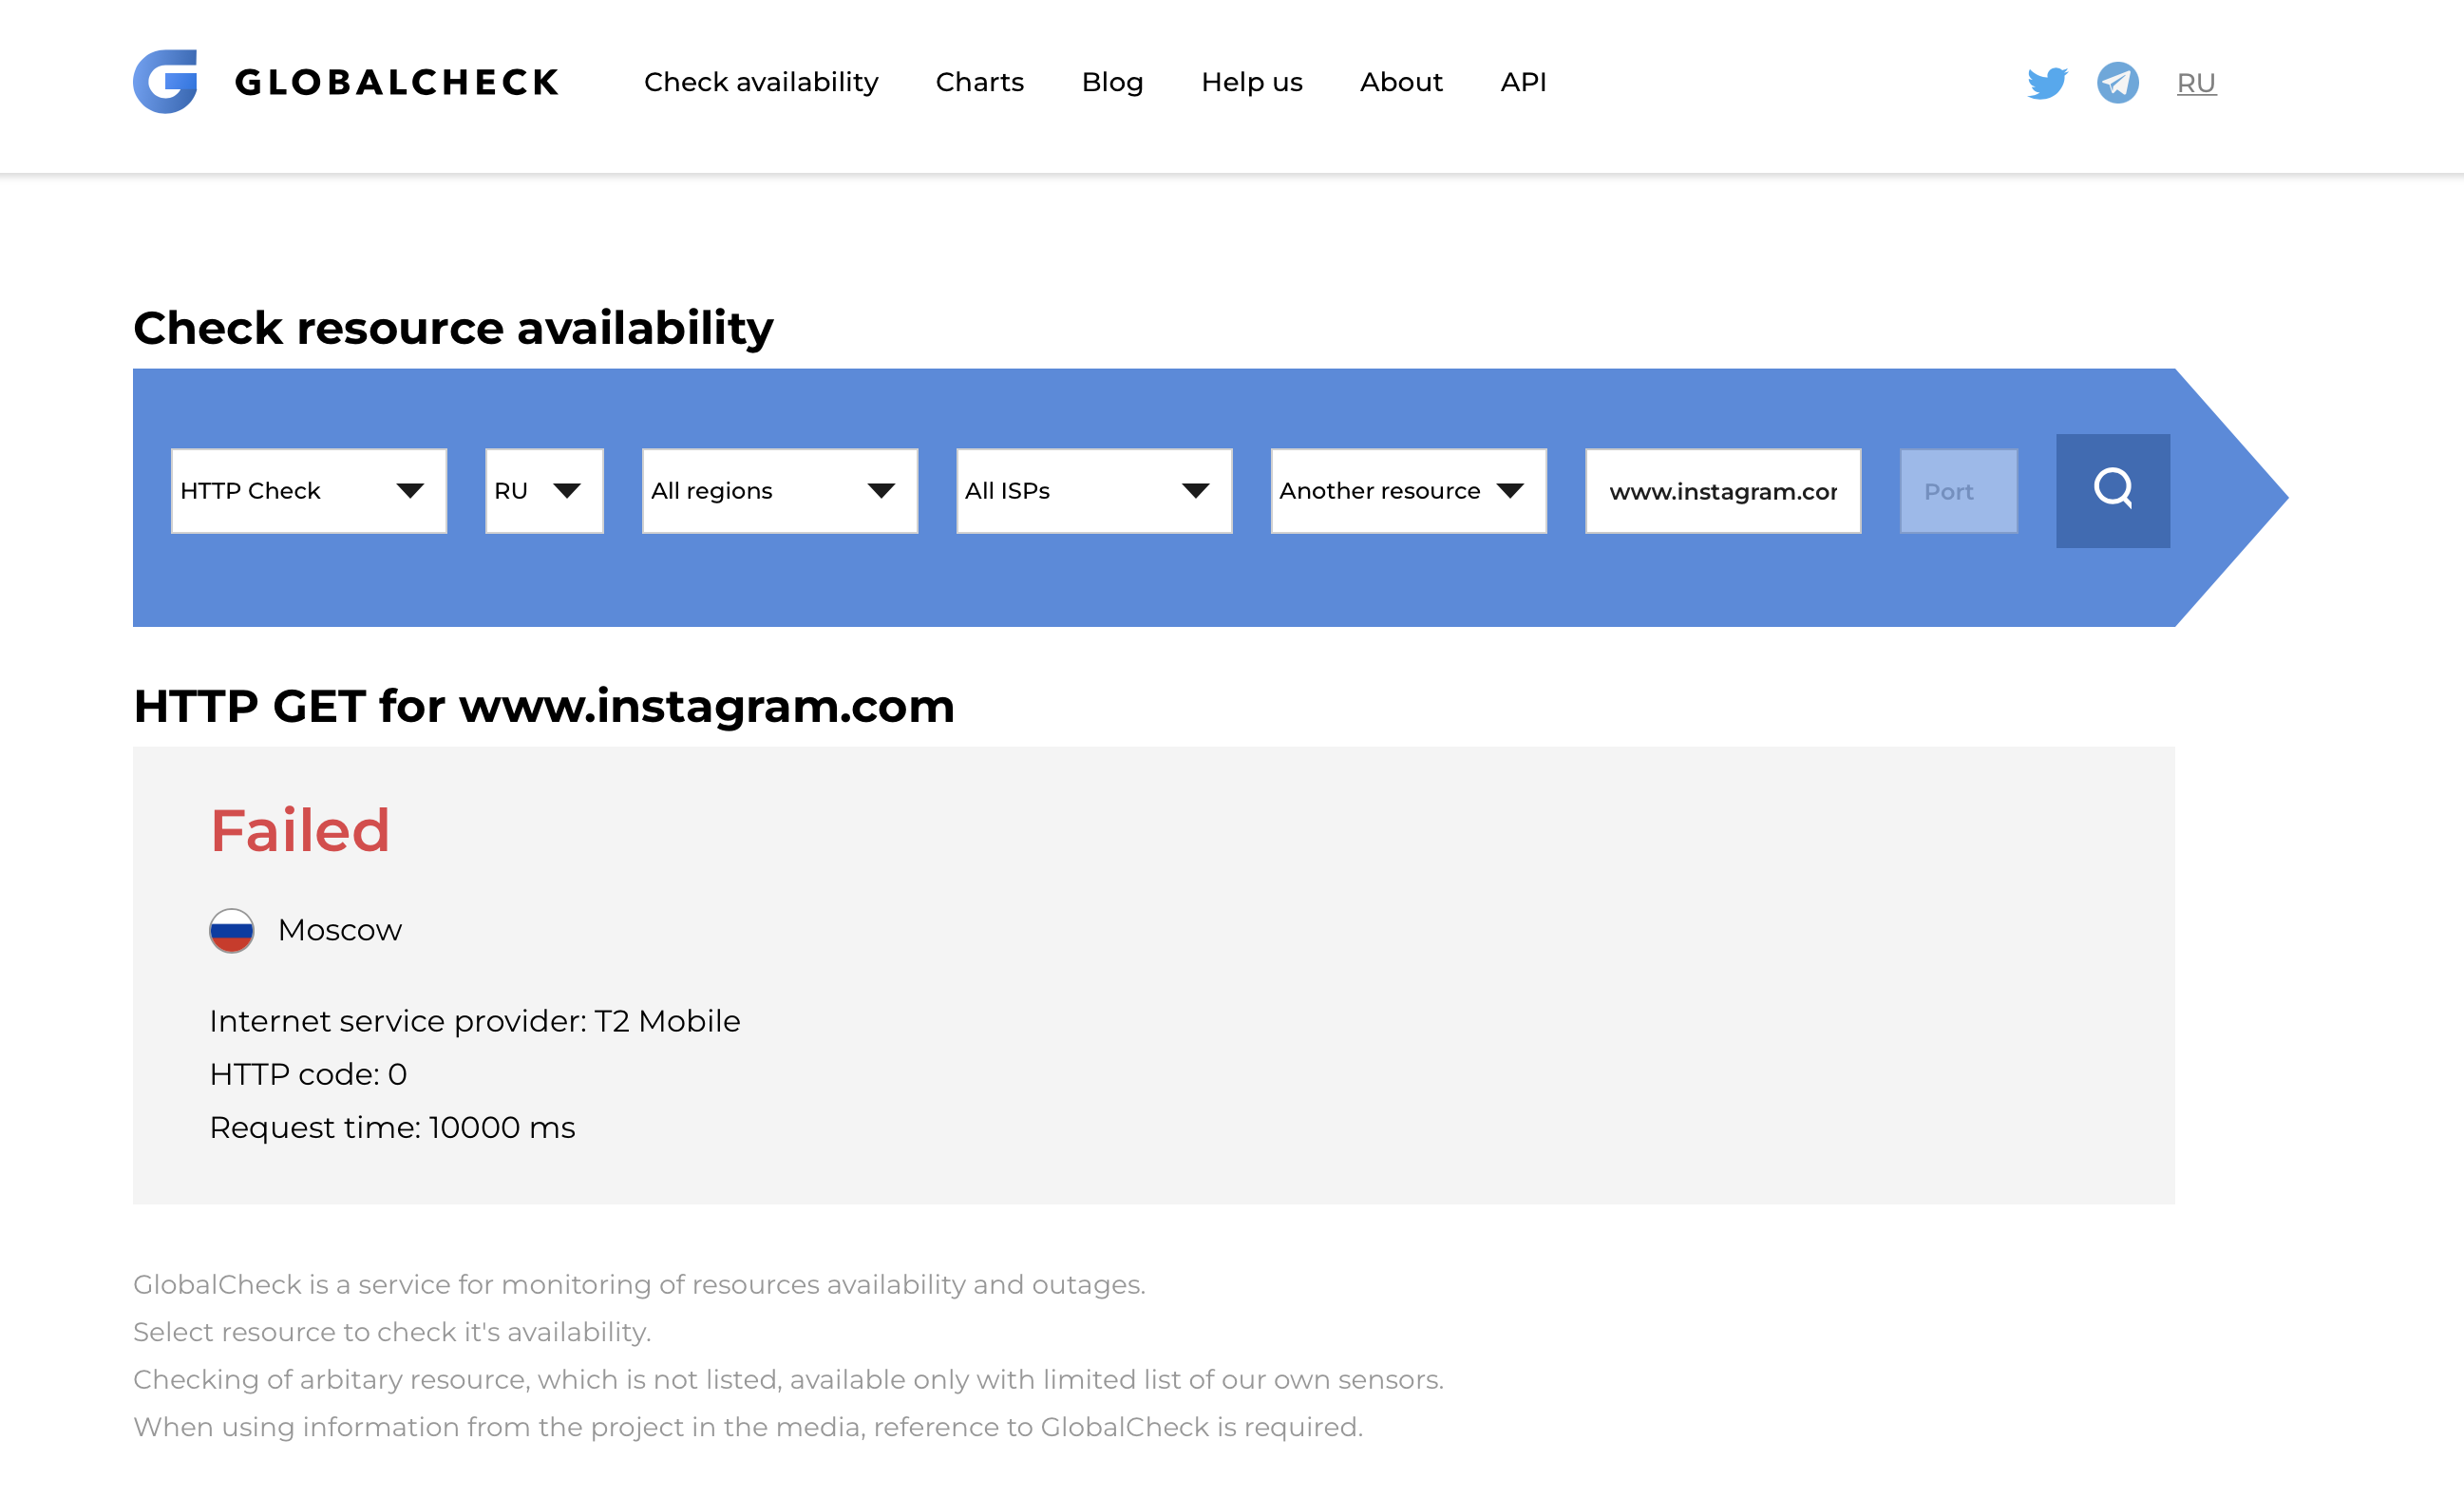 GLOBALCHECK Check availability Charts Blog Help us About API RU
Check resource availability
HTTP Check RU All regions All ISPs Another resource www.instagram.cor Port
HTTP GET for www.instagram.com
Failed
Moscow
Internet service provider: T2 Mobile
HTTP code: 0
Request time: 10000 ms
GlobalCheck is a service for monitoring of resources availability and outages.
Select resource to check it's availability.
Checking of arbitary resource, which is not listed, available only with limited list of our own sensors.
When using information from the project in the media, reference to GlobalCheck is required.